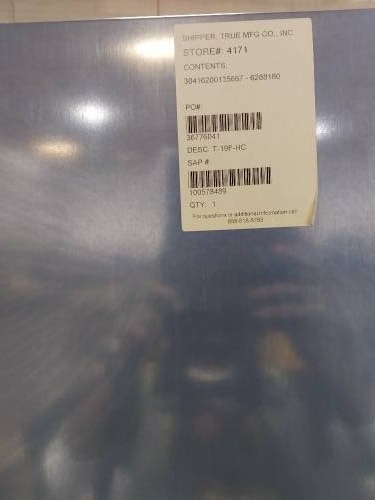 SHIPPER: TRUE MFG CO., INC
STORE#: 4171
CONTENTS:
30416200135667 - 6288180
PO#:
36776041
DESC: T-19F-HC
SAP #:
100578489
QTY: 1
For questions or additional information call